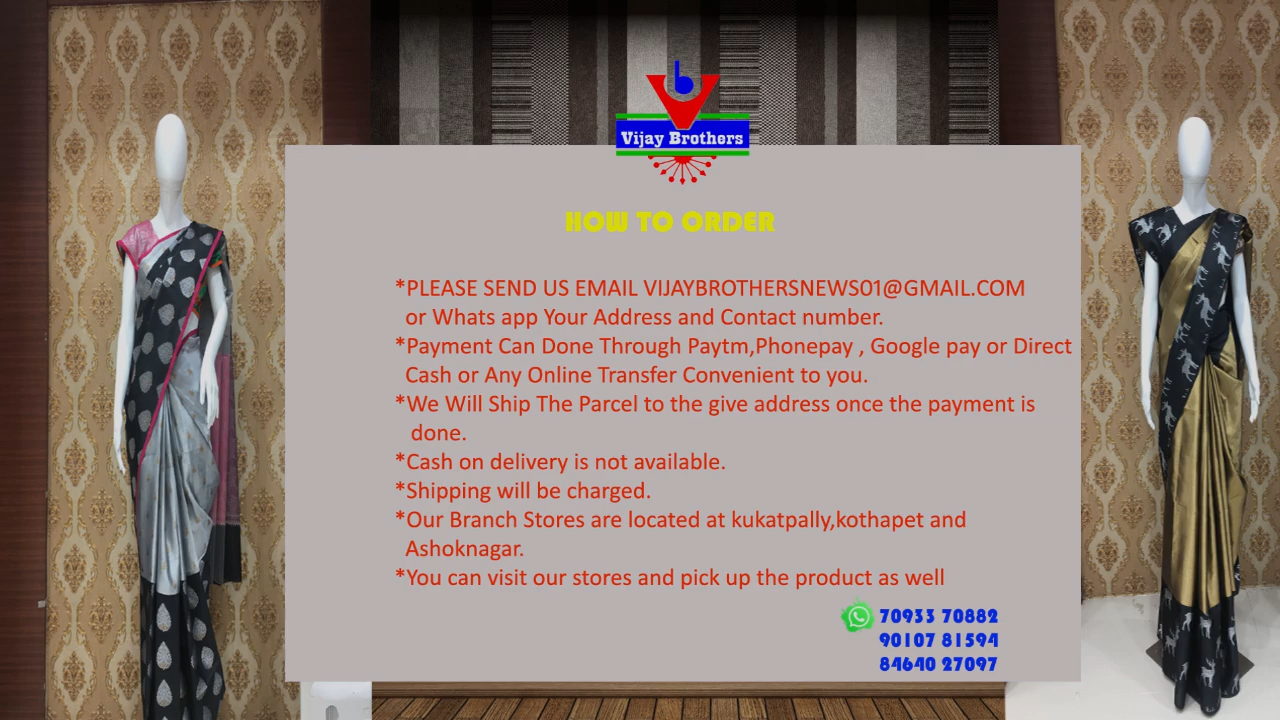 b
Vijay Brothers
HOW TO ORDER
*PLEASE SEND US EMAIL VIJAYBROTHERSNEWS01@GMAIL.COM
or Whats app Your Address and Contact number.
*Payment Can Done Through Paytm,Phonepay , Google pay or Direct
Cash or Any Online Transfer Convenient to you.
*We Will Ship The Parcel to the give address once the payment is
done.
*Cash on delivery is not available.
*Shipping will be charged.
*Our Branch Stores are located at kukatpally,kothapet and
Ashoknagar.
*You can visit our stores and pick up the product as well
70933 70882
90107 81594
84640 27097